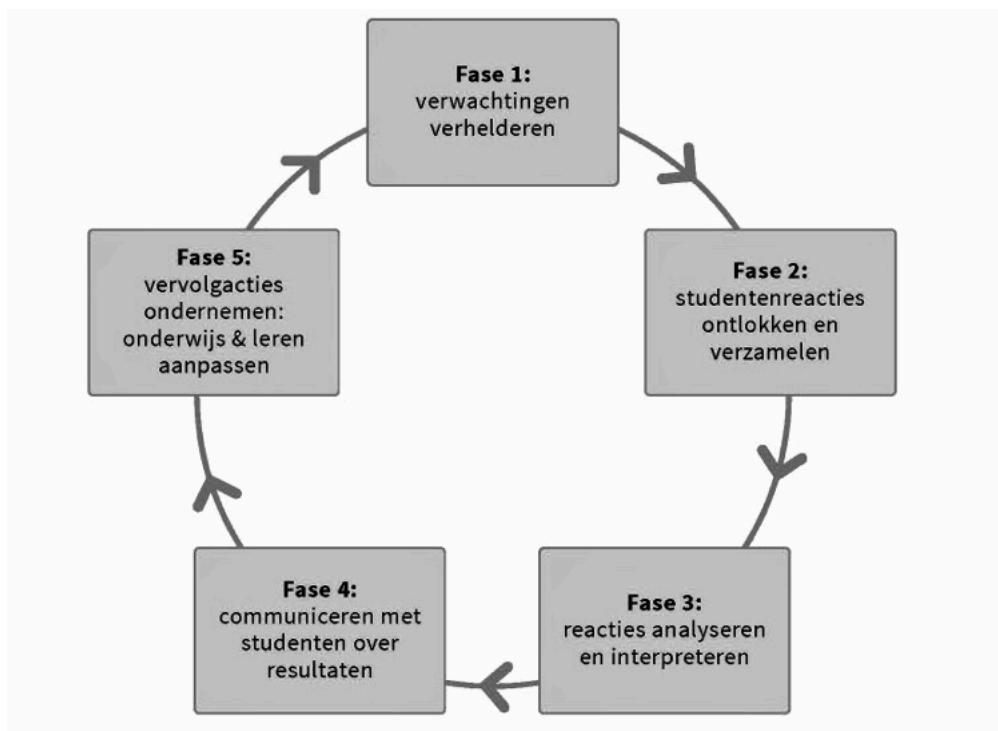 Fase 1:
verwachtingen
verhelderen
Fase 2:
studentenreacties
ontlokken en
verzamelen
Fase 3:
reacties analyseren
en interpreteren
Fase 4:
communiceren met
studenten over
resultaten
Fase 5:
vervolgacties
ondernemen:
onderwijs & leren
aanpassen